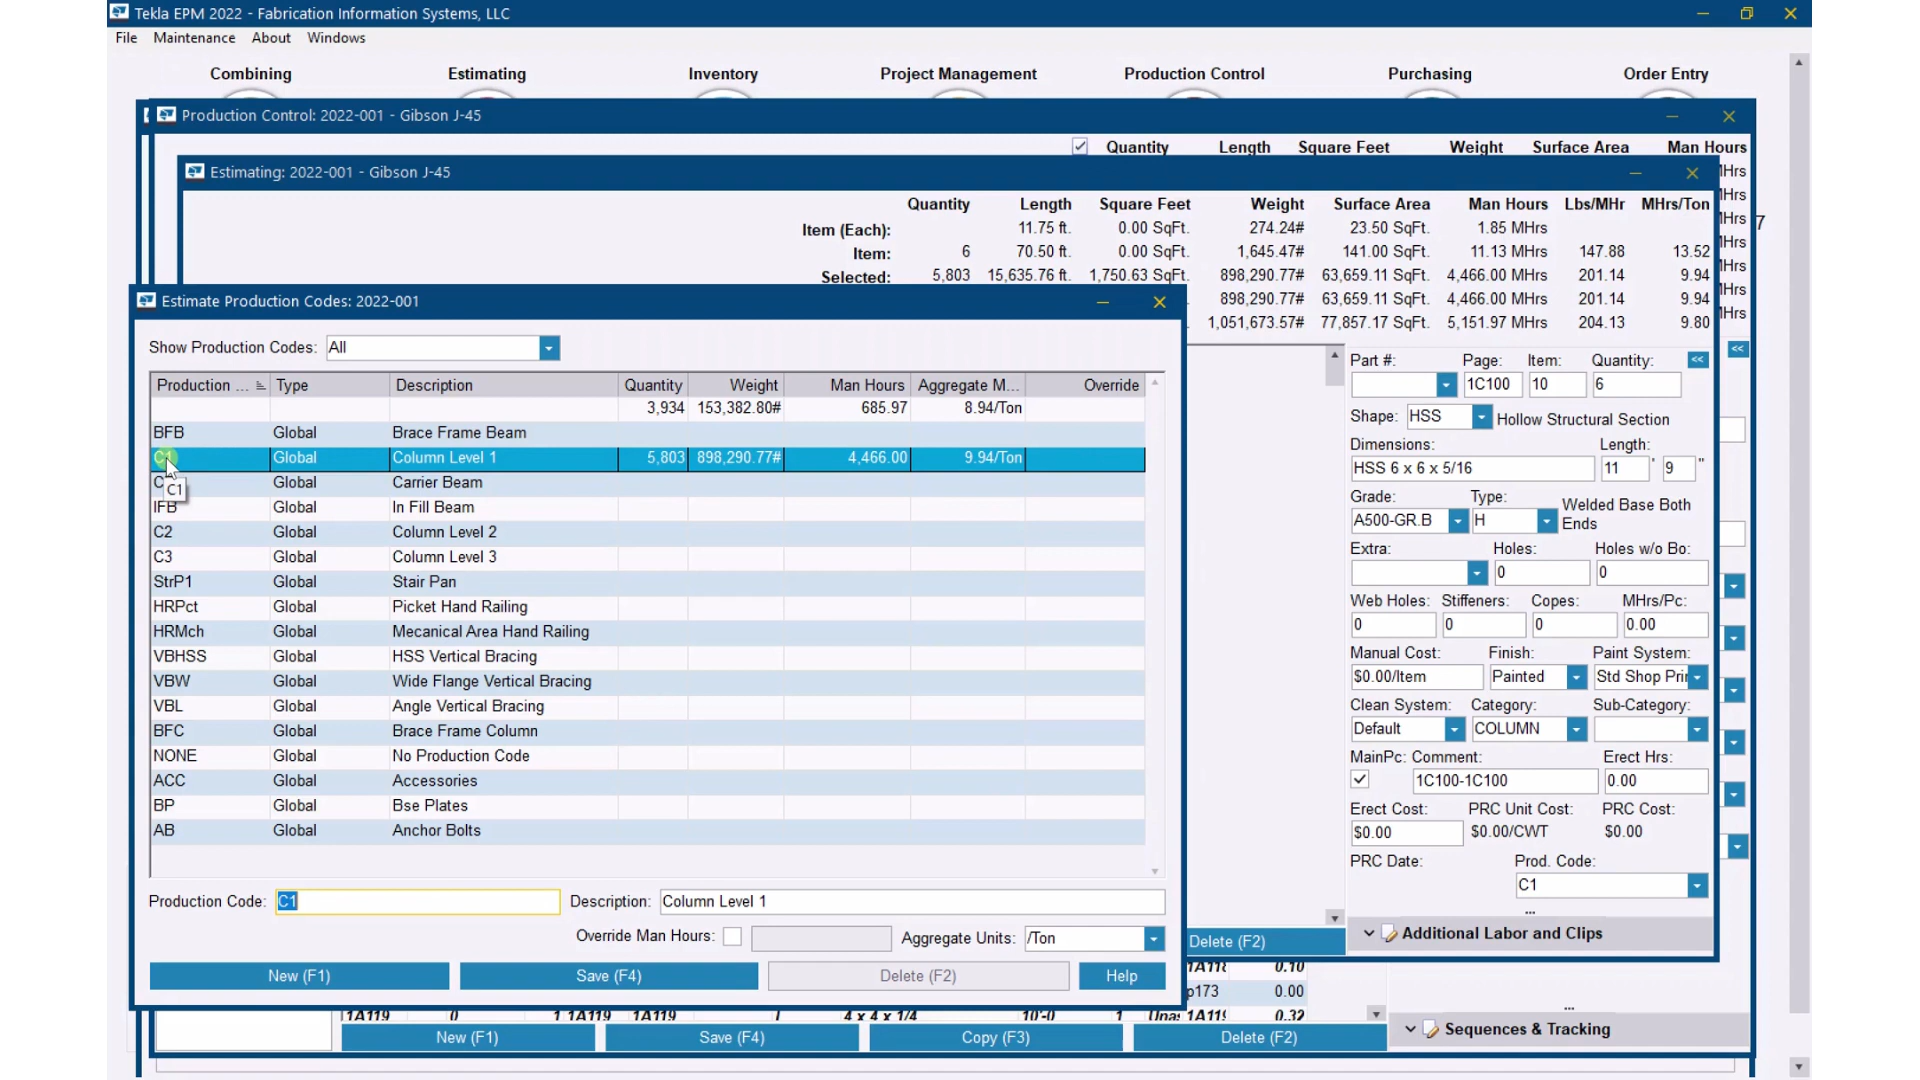 Tekla EPM 2022 - Fabrication Information Systems, LLC
File Maintenance About Windows
Combining Estimating Inventory Project Management Production Control Purchasing Order Entry
Production Control: 2022-001 - Gibson J-45
Quantity Length Square Feet Weight Surface Area Man Hours
Estimating: 2022-001 - Gibson J-45
Quantity Length Square Feet Weight Surface Area Man Hours Lbs/MHr MHrs/Ton
Item (Each): 11.75 ft. 0.00 SqFt. 274.24# 23.50 SqFt. 1.85 MHrs
Item: 6 70.50 ft. 0.00 SqFt. 1,645.47# 141.00 SqFt. 11.13 MHrs 147.88 13.52
Selected: 5,803 15,635.76 ft. 1,750.63 SqFt. 898,290.77# 63,659.11 SqFt. 4,466.00 MHrs 201.14 9.94
898,290.77# 63,659.11 SqFt. 4,466.00 MHrs 201.14 9.94
1,051,673.57# 77,857.17 SqFt. 5,151.97 MHrs 204.13 9.80
Estimate Production Codes: 2022-001
Show Production Codes: All
Production ... Type Description Quantity Weight Man Hours Aggregate M... Override
3,934 153,382.80# 685.97 8.94/Ton
BFB Global Brace Frame Beam
C1 Global Column Level 1 5,803 898,290.77# 4,466.00 9.94/Ton
Global Carrier Beam
C1
IFB Global In Fill Beam
C2 Global Column Level 2
C3 Global Column Level 3
StrP1 Global Stair Pan
HRPct Global Picket Hand Railing
HRMch Global Mecanical Area Hand Railing
VBHSS Global HSS Vertical Bracing
VBW Global Wide Flange Vertical Bracing
VBL Global Angle Vertical Bracing
BFC Global Brace Frame Column
NONE Global No Production Code
ACC Global Accessories
BP Global Bse Plates
AB Global Anchor Bolts
Production Code: C1 Description: Column Level 1
Override Man Hours: Aggregate Units: /Ton
New (F1) Save (F4) Delete (F2) Help
Part #: Page: Item: Quantity:
1C100 10 6
Shape: HSS Hollow Structural Section
Dimensions: Length:
HSS 6 x 6 x 5/16 11 ' 9 "
Grade: Type: Welded Base Both
A500-GR.B H Ends
Extra: Holes: Holes w/o Bo:
0 0
Web Holes: Stiffeners: Copes: MHrs/Pc:
0 0 0 0.00
Manual Cost: Finish: Paint System:
$0.00/Item Painted Std Shop Pri
Clean System: Category: Sub-Category:
Default COLUMN
MainPc: Comment: Erect Hrs:
1C100-1C100 0.00
Erect Cost: PRC Unit Cost: PRC Cost:
$0.00 $0.00/CWT $0.00
PRC Date: Prod. Code:
C1
...
Additional Labor and Clips
Delete (F2)
0.10
p173 0.00
1A119 0 1 1A119 1A119 4 x 4 x 1/4 10'-0 1 0.32
...
New (F1) Save (F4) Copy (F3) Delete (F2)
Sequences & Tracking